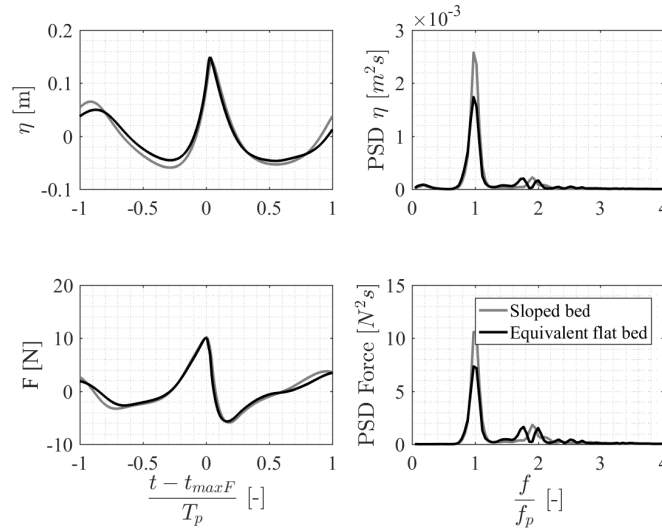 0.2
0.1
0
-0.1
η [m]
-1 -0.5 0 0.5 1
×10⁻³
3
2
1
0
PSD η [m²s]
0 1 2 3 4
20
10
0
-10
F [N]
-1 -0.5 0 0.5 1
t − t_maxF
T_p
[-]
15
10
5
0
PSD Force [N²s]
Sloped bed
Equivalent flat bed
0 1 2 3 4
f
f_p
[-]